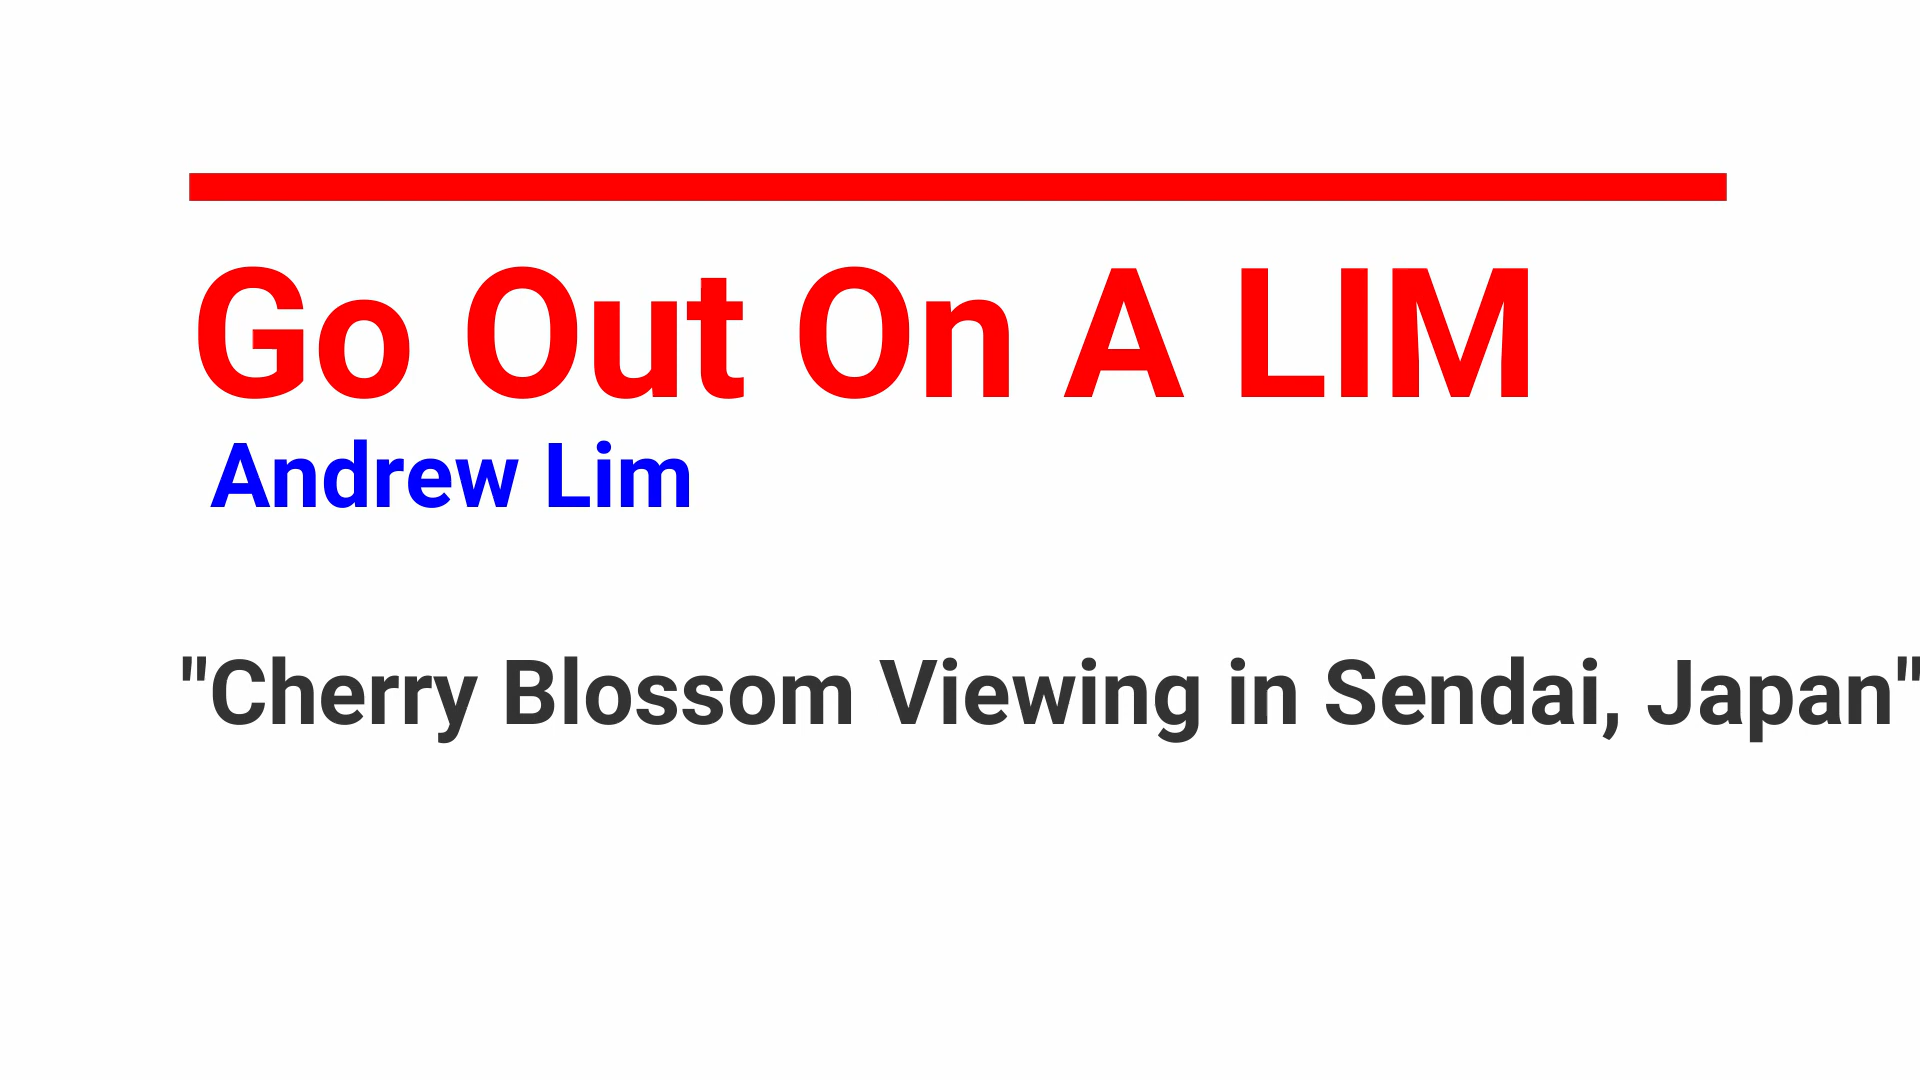 Go Out On A LIM
Andrew Lim
"Cherry Blossom Viewing in Sendai, Japan"